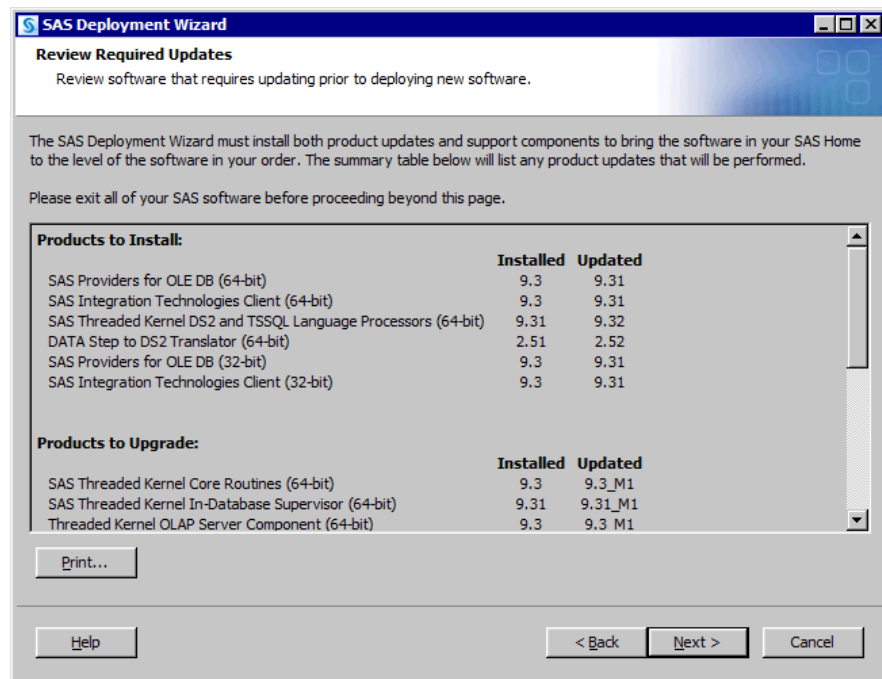 SAS Deployment Wizard
Review Required Updates
Review software that requires updating prior to deploying new software.
The SAS Deployment Wizard must install both product updates and support components to bring the software in your SAS Home
to the level of the software in your order. The summary table below will list any product updates that will be performed.
Please exit all of your SAS software before proceeding beyond this page.
Products to Install:
Installed Updated
SAS Providers for OLE DB (64-bit) 9.3 9.31
SAS Integration Technologies Client (64-bit) 9.3 9.31
SAS Threaded Kernel DS2 and TSSQL Language Processors (64-bit) 9.31 9.32
DATA Step to DS2 Translator (64-bit) 2.51 2.52
SAS Providers for OLE DB (32-bit) 9.3 9.31
SAS Integration Technologies Client (32-bit) 9.3 9.31
Products to Upgrade:
Installed Updated
SAS Threaded Kernel Core Routines (64-bit) 9.3 9.3_M1
SAS Threaded Kernel In-Database Supervisor (64-bit) 9.31 9.31_M1
Threaded Kernel OLAP Server Component (64-bit) 9.3 9.3 M1
Print...
Help < Back Next > Cancel